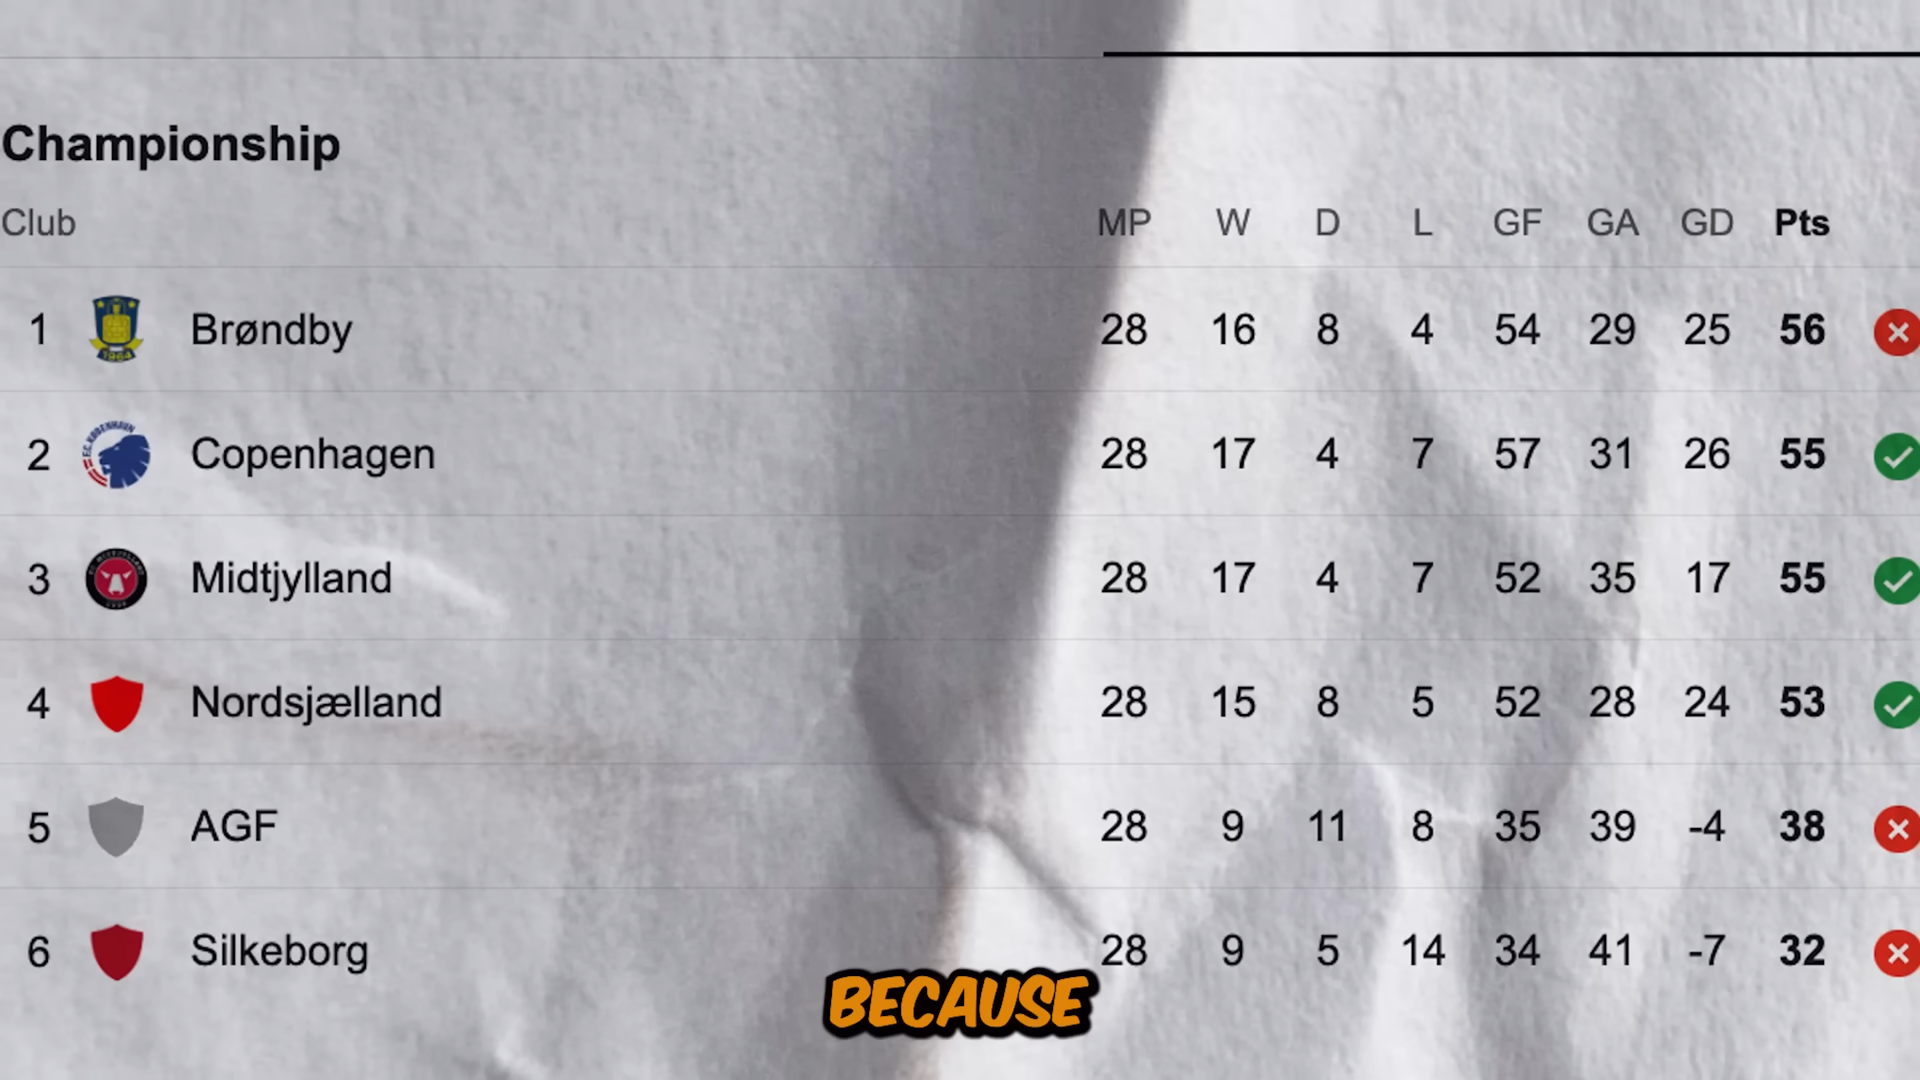 Championship
Club MP W D L GF GA GD Pts
1 Brøndby 28 16 8 4 54 29 25 56
1964
2 F.C. KØBENHAVN Copenhagen 28 17 4 7 57 31 26 55
3 Midtjylland 28 17 4 7 52 35 17 55
4 Nordsjælland 28 15 8 5 52 28 24 53
5 AGF 28 9 11 8 35 39 -4 38
6 Silkeborg 28 9 5 14 34 41 -7 32
BECAUSE